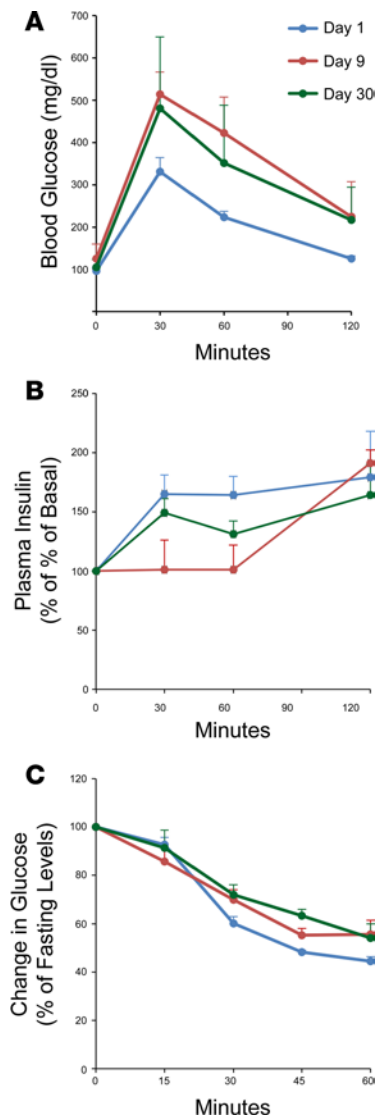 A
Day 1
Day 9
Day 300
Blood Glucose (mg/dl)
700
600
500
400
300
200
100
0 30 60 90 120
Minutes
B
Plasma Insulin
(% of % of Basal)
250
200
150
100
50
0
0 30 60 90 120
Minutes
C
Change in Glucose
(% of Fasting Levels)
120
100
80
60
40
20
0
0 15 30 45 600
Minutes